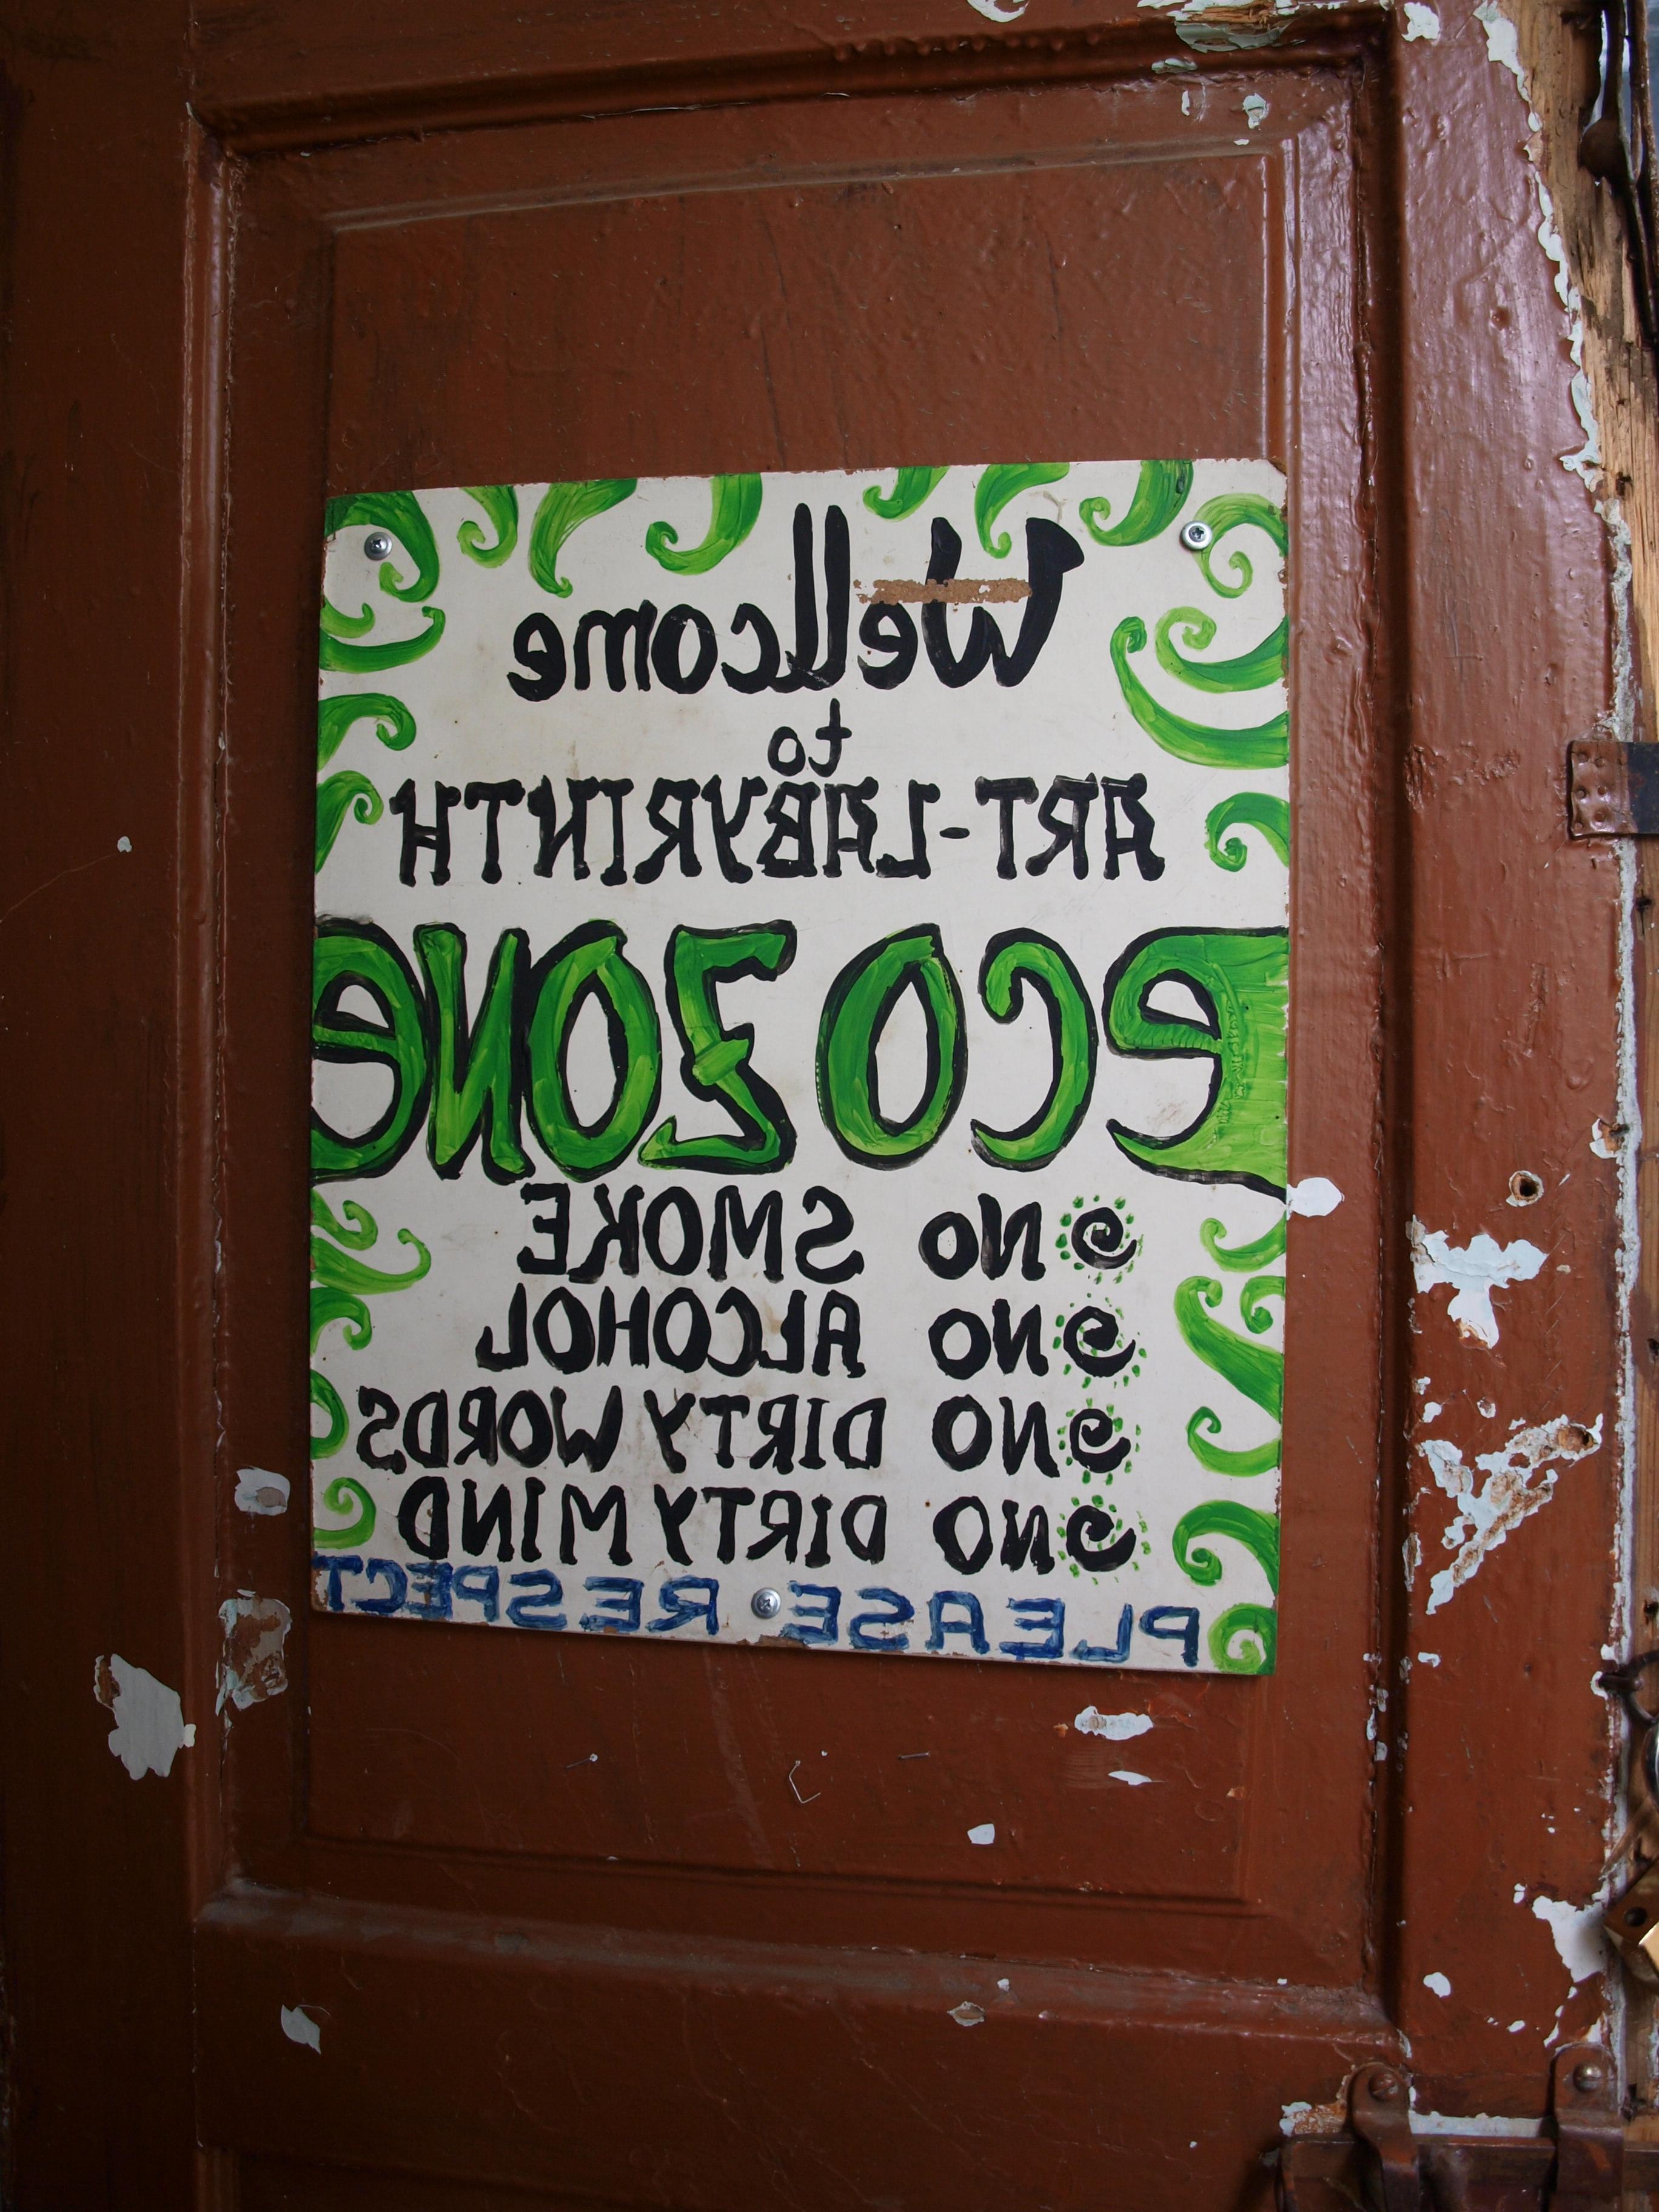 Wellcome
to
ART-LABYRINTH
eco ZONe
No SMOKE
NO ALCOHOL
NO DIRTY WORDS
NO DIRTY MIND
PLEASE RESPECT